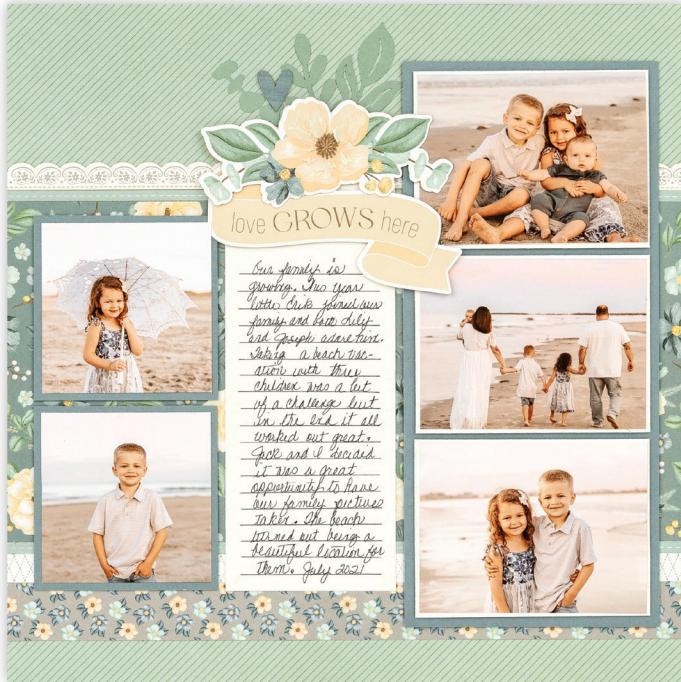 love GROWS here
Our family is
growing. This year
little Erik joined our
family and both Lily
and Joseph adore him.
Taking a beach vac-
ation with three
children was a bit
of a challenge but
in the end it all
worked out great.
Jack and I decided
it was a great
opportunity to have
our family pictures
taken. The beach
turned out being a
beautiful location for
them. July 2021